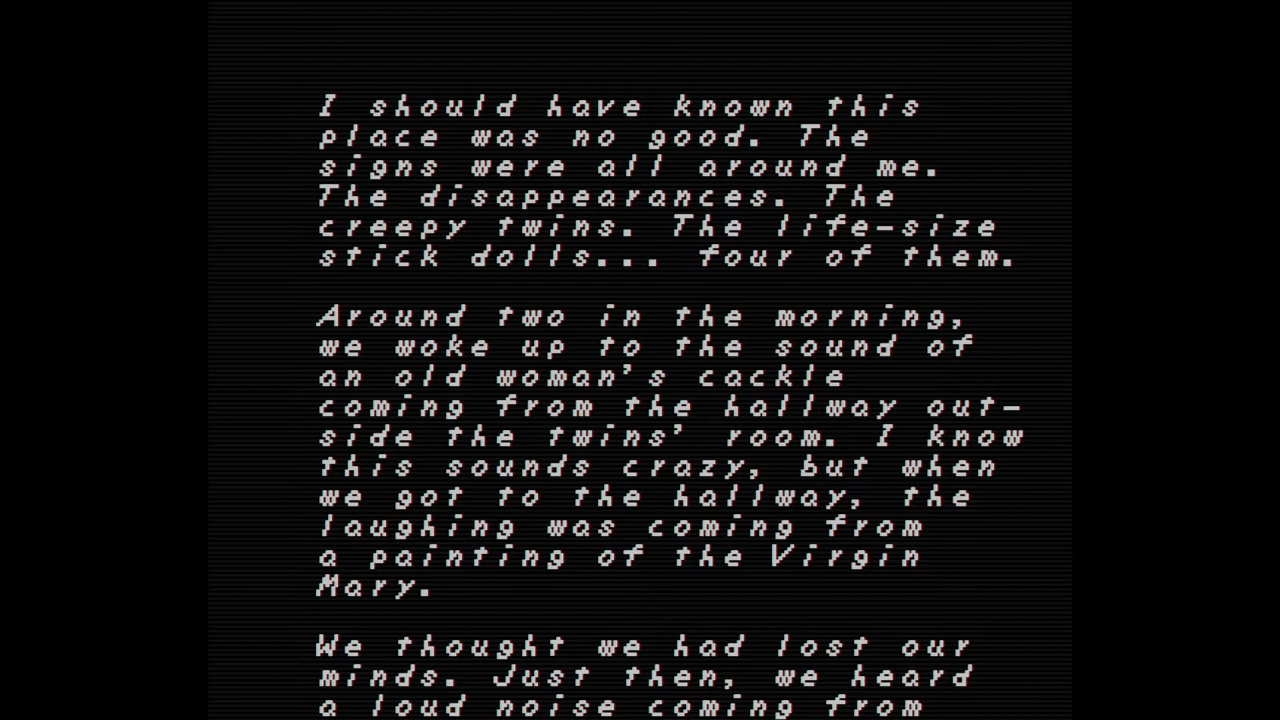 I should have known this
place was no good. The
signs were all around me.
The disappearances. The
creepy twins. The life-size
stick dolls... four of them.
Around two in the morning,
we woke up to the sound of
an old woman's cackle
coming from the hallway out-
side the twins' room. I know
this sounds crazy, but when
we got to the hallway, the
laughing was coming from
a painting of the Virgin
Mary.
We thought we had lost our
minds. Just then, we heard
a loud noise coming from